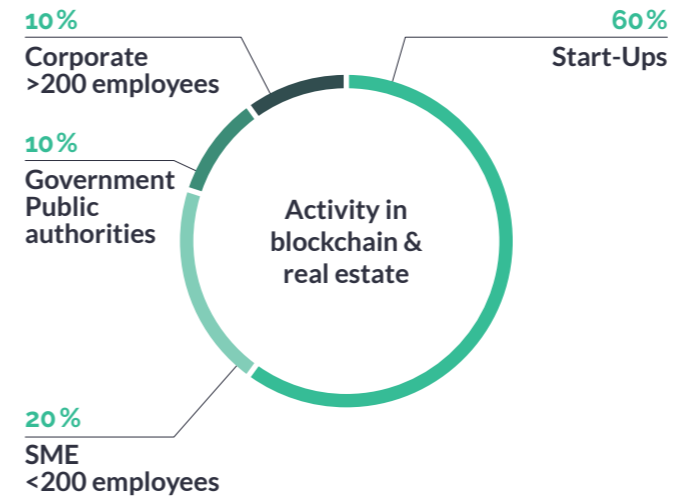 10%
Corporate
>200 employees
60%
Start-Ups
10%
Government
Public
authorities
Activity in
blockchain &
real estate
20%
SME
<200 employees